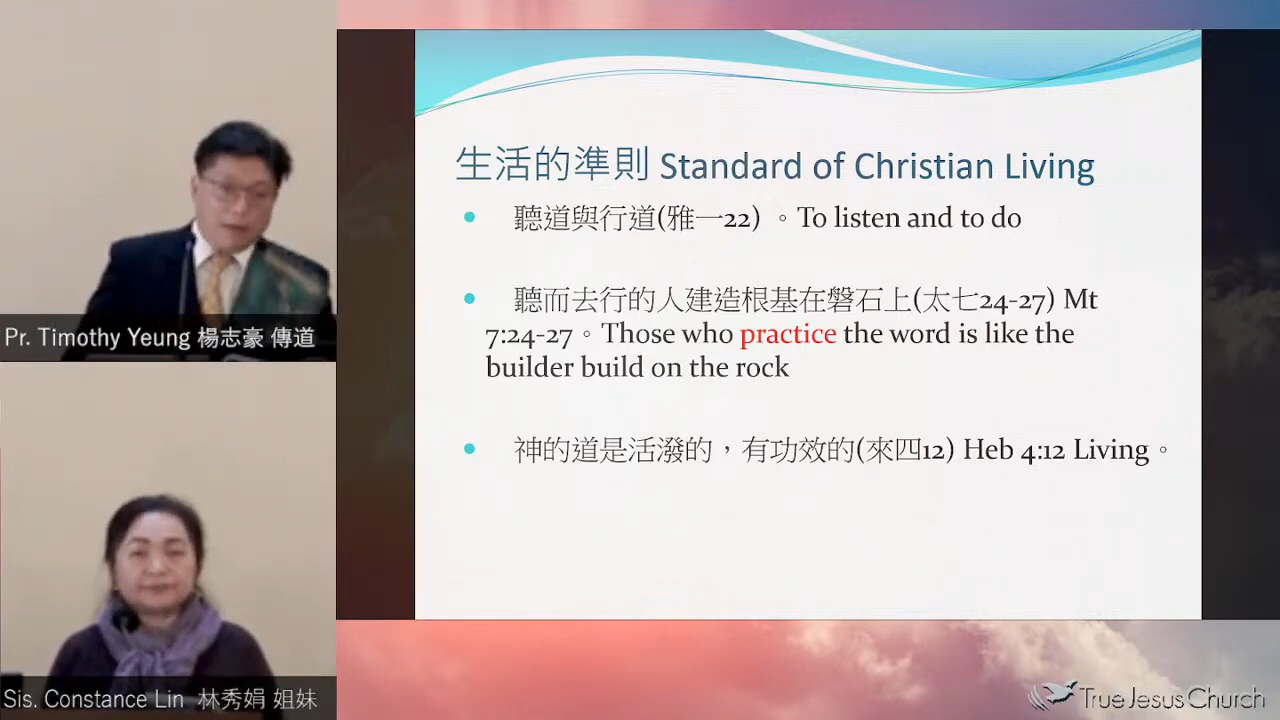 生活的準則 Standard of Christian Living
聽道與行道(雅一22) 。To listen and to do
聽而去行的人建造根基在磐石上(太七24-27) Mt
7:24-27。Those who practice the word is like the
builder build on the rock
神的道是活潑的，有功效的(來四12) Heb 4:12 Living。
Pr. Timothy Yeung 楊志豪 傳道
Sis. Constance Lin 林秀娟 姐妹
True Jesus Church